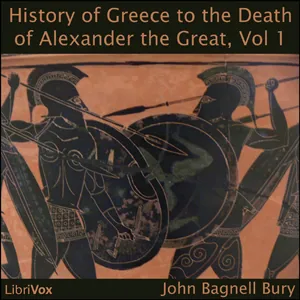 History of Greece to the Death
of Alexander the Great, Vol 1
LibriVox
John Bagnell Bury